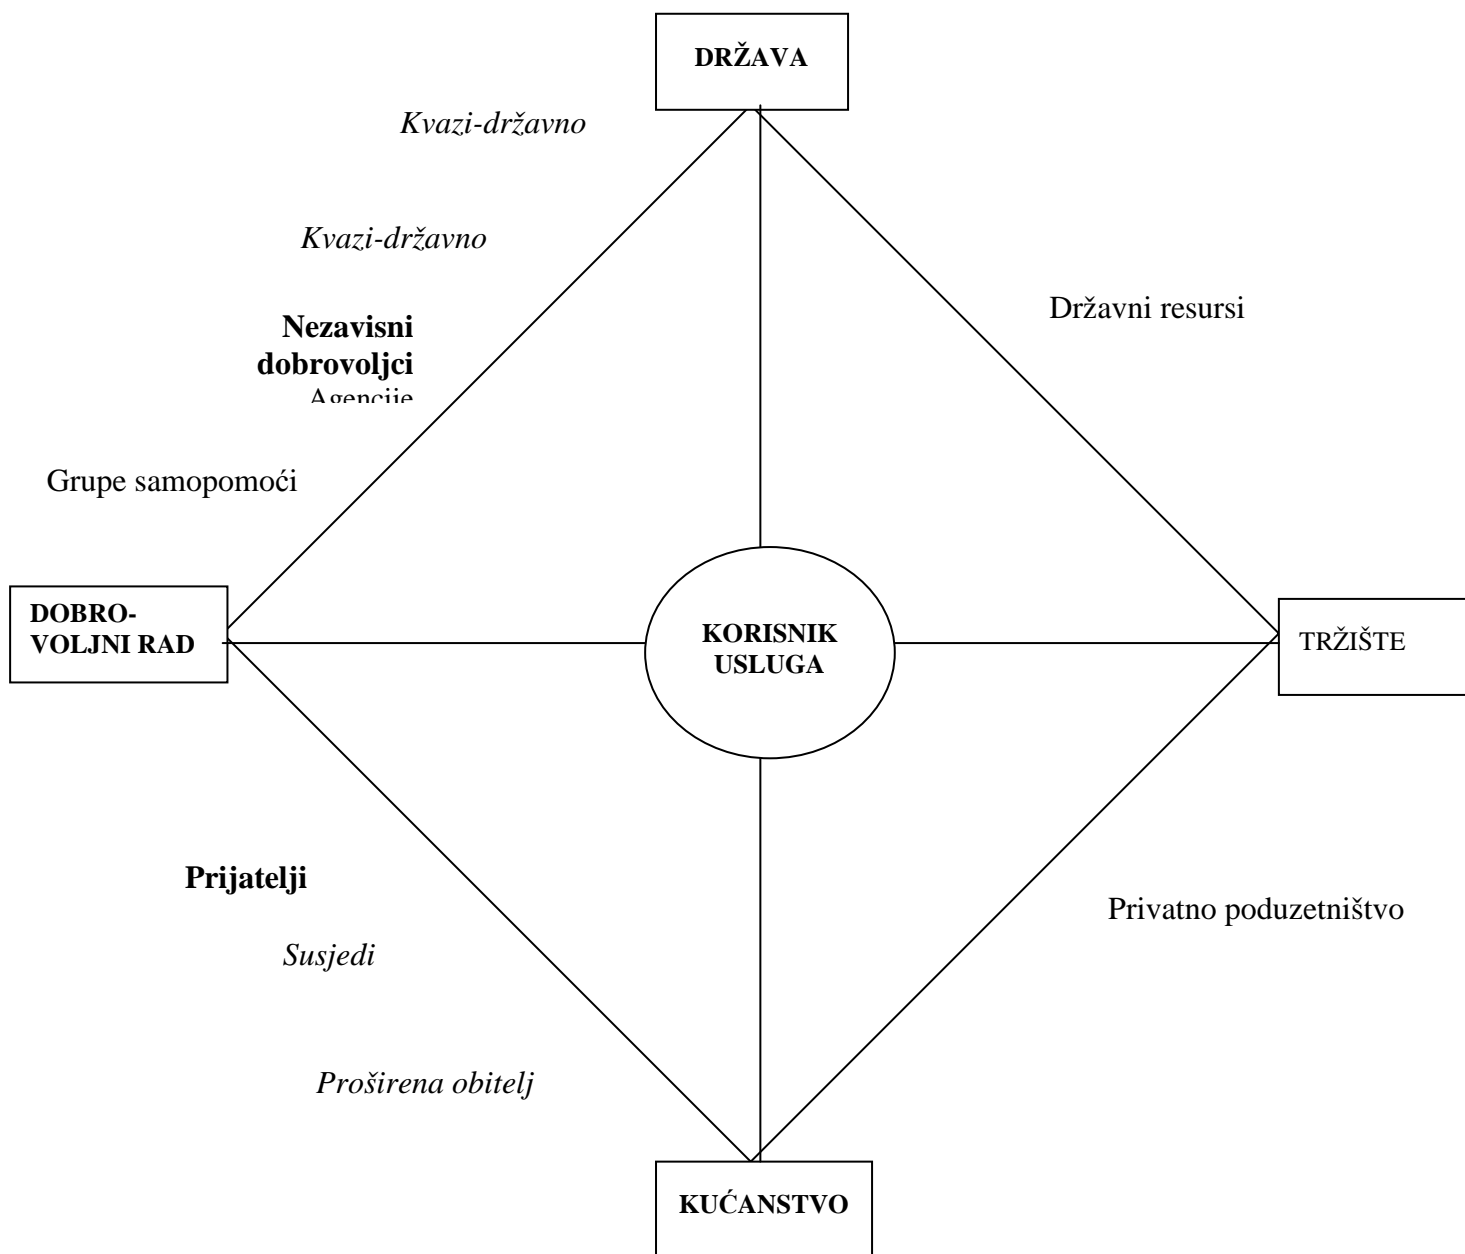 DRŽAVA
Kvazi-državno
Kvazi-državno
Državni resursi
Nezavisni
dobrovoljci
Agencije
Grupe samopomoći
DOBRO-
VOLJNI RAD
KORISNIK
USLUGA
TRŽIŠTE
Prijatelji
Privatno poduzetništvo
Susjedi
Proširena obitelj
KUĆANSTVO